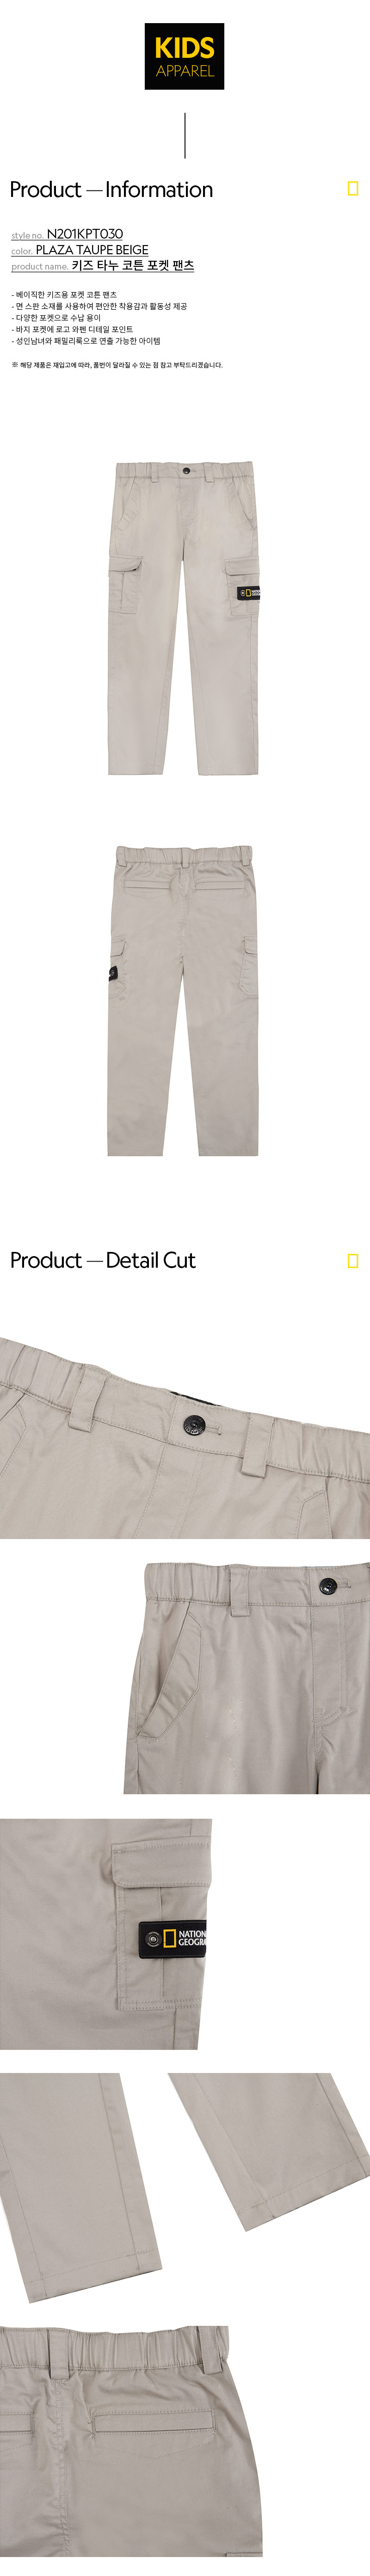 KIDS
APPAREL
Product — Information
style no. N201KPT030
color. PLAZA TAUPE BEIGE
product name. 키즈 타누 코튼 포켓 팬츠
- 베이직한 키즈용 포켓 코튼 팬츠
- 면 스판 소재를 사용하여 편안한 착용감과 활동성 제공
- 다양한 포켓으로 수납 용이
- 바지 포켓에 로고 와펜 디테일 포인트
- 성인남녀와 패밀리룩으로 연출 가능한 아이템
※ 해당 제품은 재입고에 따라, 품번이 달라질 수 있는 점 참고 부탁드리겠습니다.
Product — Detail Cut
NATION
GEOGR